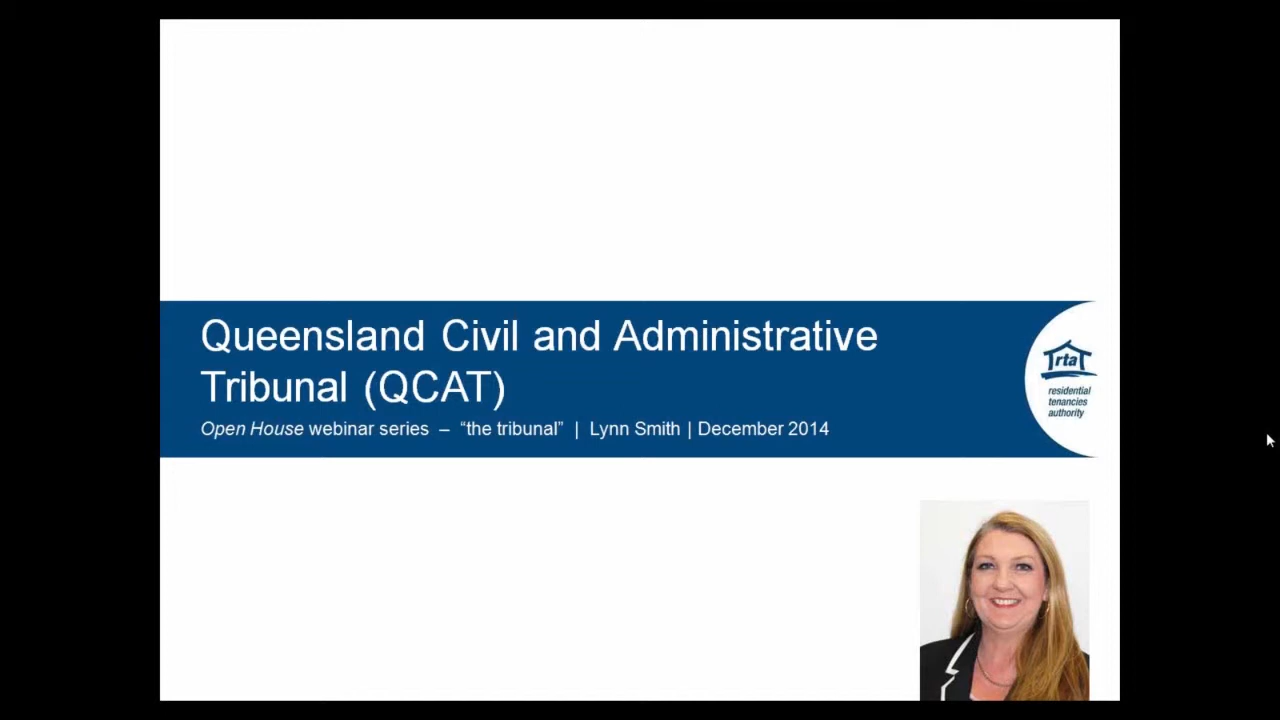 Queensland Civil and Administrative
Tribunal (QCAT)
Open House webinar series – “the tribunal” | Lynn Smith | December 2014
rta
residential
tenancies
authority